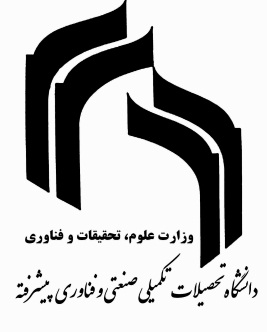 وزارت علوم، تحقیقات و فناوری
دانشگاه تحصیلات تکمیلی صنعتی و فناوری پیشرفته